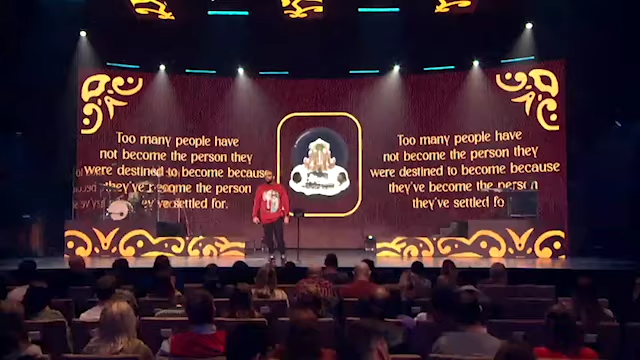 Too many people have
not become the person they
were destined to become because
they've become the person
they've settled for.
Too many people have
not become the person they
were destined to become because
they've become the person
they've settled fo